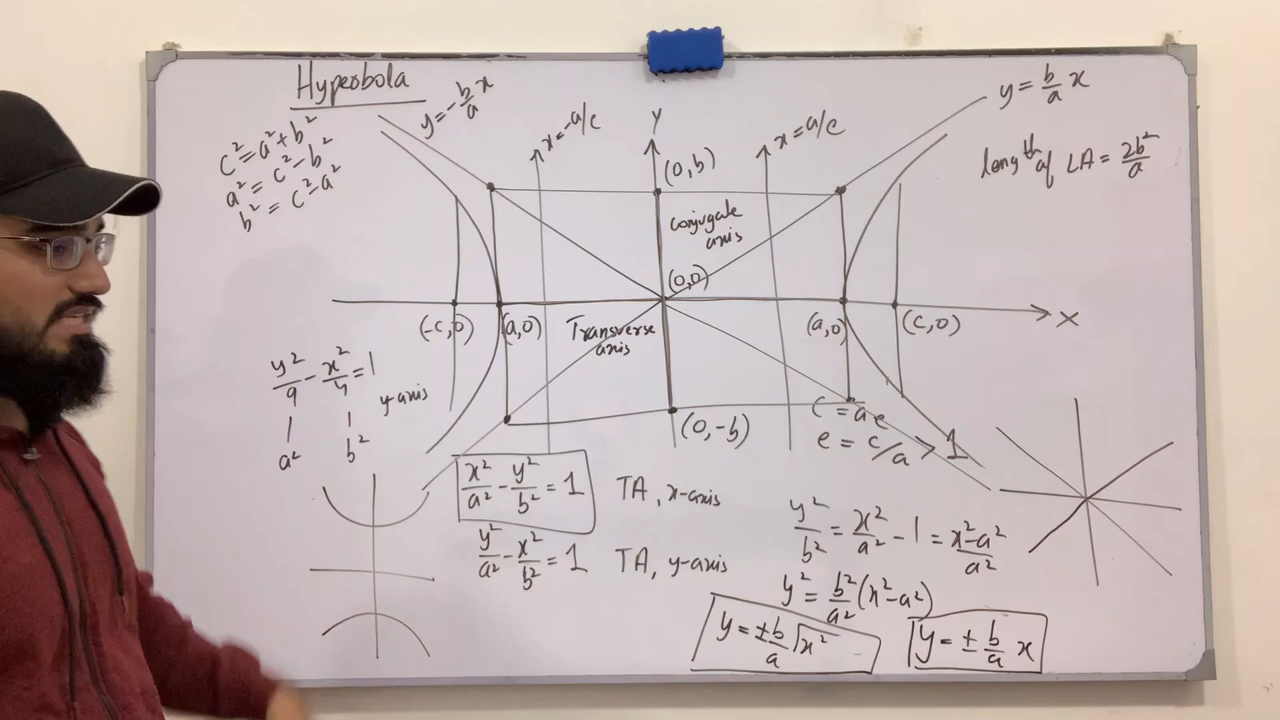 Hyperbola
c² = a² + b²
a² = c² - b²
b² = c² - a²
y = -b/a x
x = -a/e
Y
x = a/e
y = b/a x
length of LA = 2b²/a
(0,b)
Conjugate axis
(0,0)
(-c,0)
(a,0)
Transverse axis
(a,0)
(c,0)
X
(0,-b)
c = ae
e = c/a > 1
y²/9 - x²/4 = 1
y-axis
a²
b²
x²/a² - y²/b² = 1 TA, x-axis
y²/a² - x²/b² = 1 TA, y-axis
y²/b² = x²/a² - 1 = x²-a²/a²
y² = b²/a² (x²-a²)
y = ±b/a √x²
y = ± b/a x